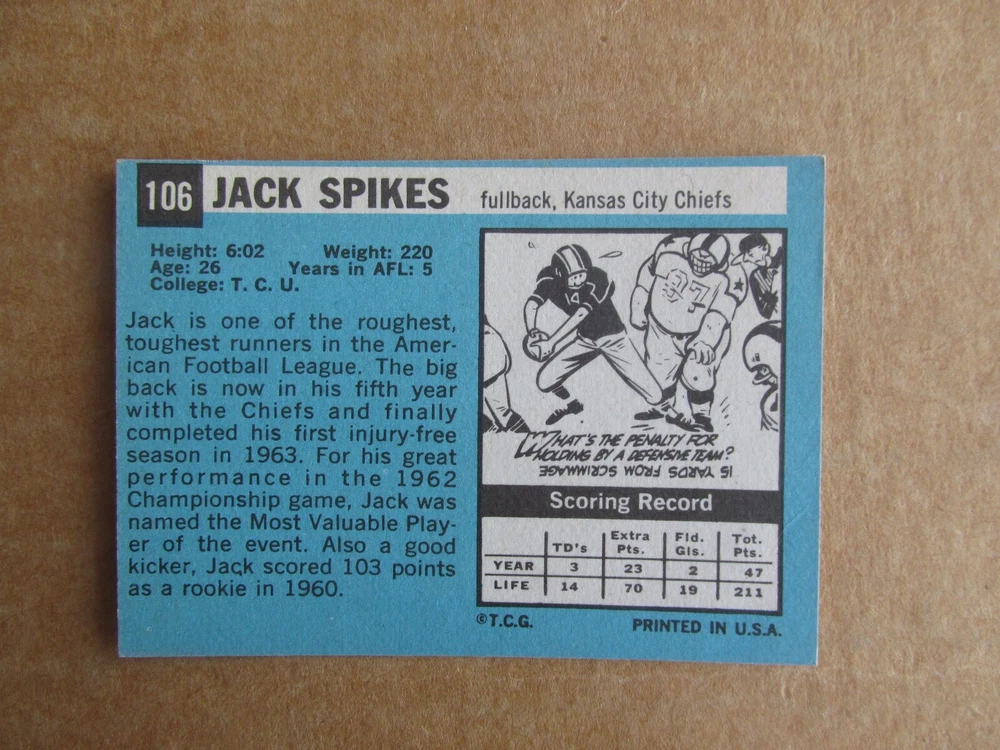 106 JACK SPIKES fullback, Kansas City Chiefs
Height: 6:02 Weight: 220
Age: 26 Years in AFL: 5
College: T. C. U.
Jack is one of the roughest,
toughest runners in the Amer-
ican Football League. The big
back is now in his fifth year
with the Chiefs and finally
completed his first injury-free
season in 1963. For his great
performance in the 1962
Championship game, Jack was
named the Most Valuable Play-
er of the event. Also a good
kicker, Jack scored 103 points
as a rookie in 1960.
14
97
WHAT'S THE PENALTY FOR
HOLDING BY A DEFENSIVE TEAM?
15 YARDS FROM SCRIMMAGE
Scoring Record
TD's Extra Pts. Fld. Gls. Tot. Pts.
YEAR 3 23 2 47
LIFE 14 70 19 211
©T.C.G. PRINTED IN U.S.A.